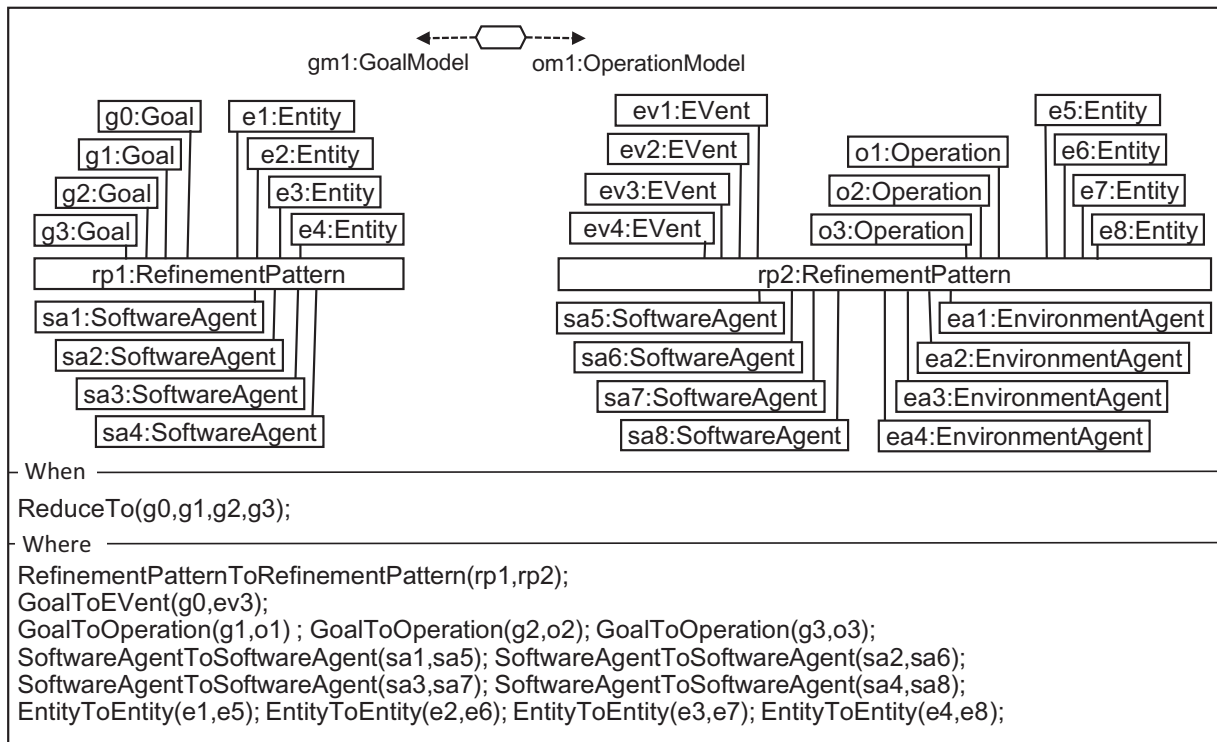 gm1:GoalModel
om1:OperationModel
g0:Goal
g1:Goal
g2:Goal
g3:Goal
e1:Entity
e2:Entity
e3:Entity
e4:Entity
rp1:RefinementPattern
sa1:SoftwareAgent
sa2:SoftwareAgent
sa3:SoftwareAgent
sa4:SoftwareAgent
ev1:EVent
ev2:EVent
ev3:EVent
ev4:EVent
o1:Operation
o2:Operation
o3:Operation
e5:Entity
e6:Entity
e7:Entity
e8:Entity
rp2:RefinementPattern
sa5:SoftwareAgent
sa6:SoftwareAgent
sa7:SoftwareAgent
sa8:SoftwareAgent
ea1:EnvironmentAgent
ea2:EnvironmentAgent
ea3:EnvironmentAgent
ea4:EnvironmentAgent
When
ReduceTo(g0,g1,g2,g3);
Where
RefinementPatternToRefinementPattern(rp1,rp2);
GoalToEVent(g0,ev3);
GoalToOperation(g1,o1) ; GoalToOperation(g2,o2); GoalToOperation(g3,o3);
SoftwareAgentToSoftwareAgent(sa1,sa5); SoftwareAgentToSoftwareAgent(sa2,sa6);
SoftwareAgentToSoftwareAgent(sa3,sa7); SoftwareAgentToSoftwareAgent(sa4,sa8);
EntityToEntity(e1,e5); EntityToEntity(e2,e6); EntityToEntity(e3,e7); EntityToEntity(e4,e8);